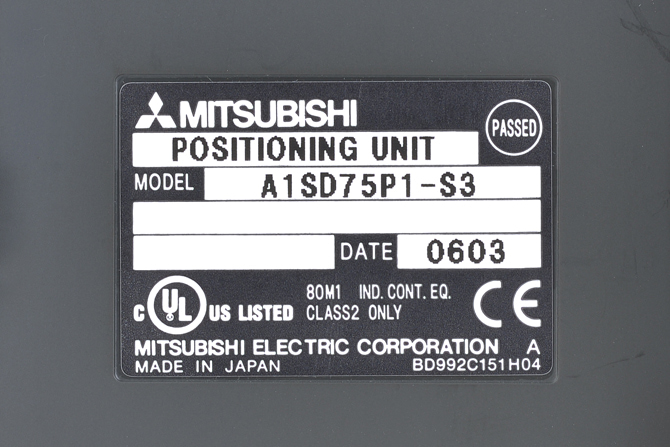 MITSUBISHI
PASSED
POSITIONING UNIT
MODEL A1SD75P1-S3
DATE 0603
C UL US LISTED 80M1 IND. CONT. EQ.
CLASS2 ONLY
CE
MITSUBISHI ELECTRIC CORPORATION A
MADE IN JAPAN BD992C151H04